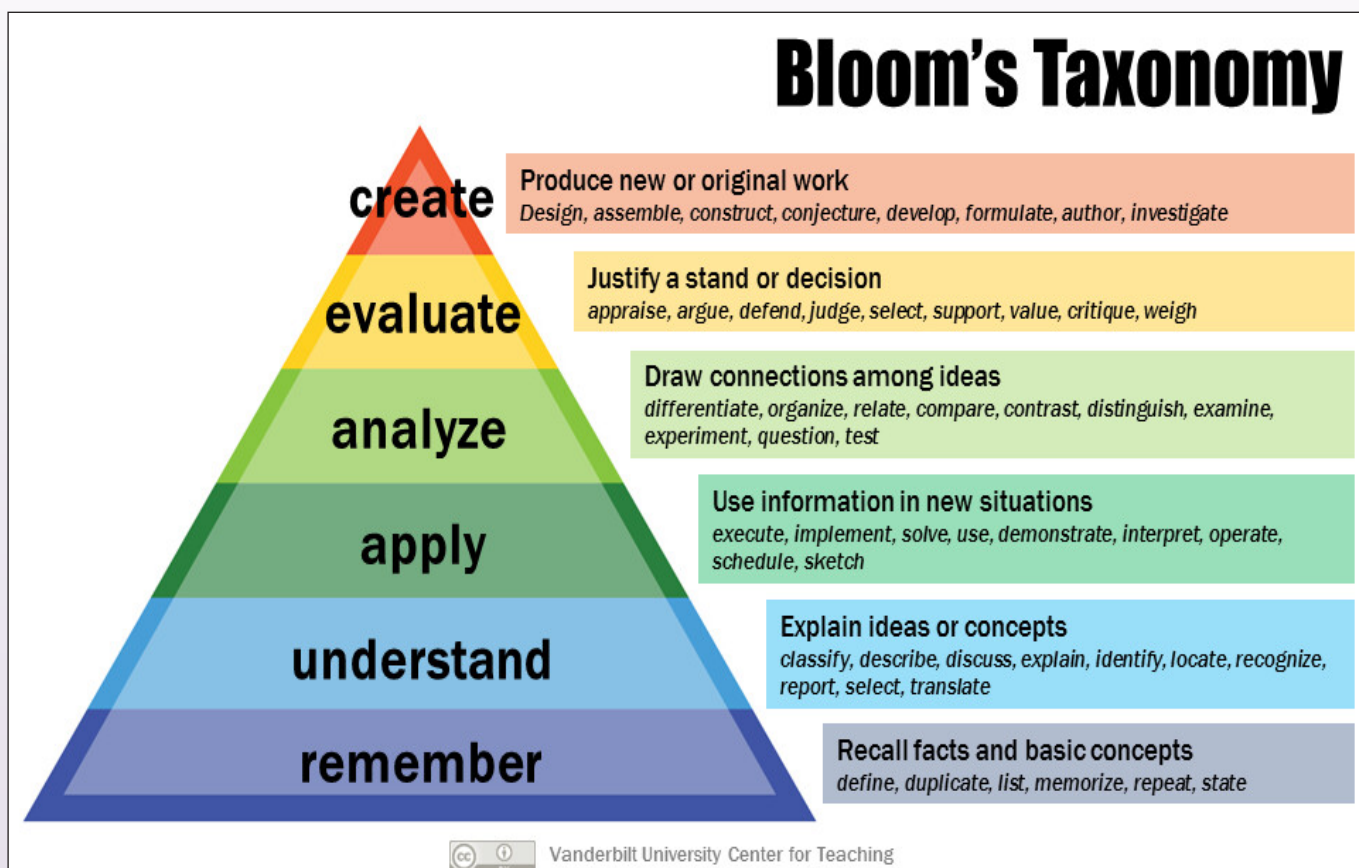 Bloom's Taxonomy
create
Produce new or original work
Design, assemble, construct, conjecture, develop, formulate, author, investigate
evaluate
Justify a stand or decision
appraise, argue, defend, judge, select, support, value, critique, weigh
analyze
Draw connections among ideas
differentiate, organize, relate, compare, contrast, distinguish, examine,
experiment, question, test
apply
Use information in new situations
execute, implement, solve, use, demonstrate, interpret, operate,
schedule, sketch
understand
Explain ideas or concepts
classify, describe, discuss, explain, identify, locate, recognize,
report, select, translate
remember
Recall facts and basic concepts
define, duplicate, list, memorize, repeat, state
cc
Vanderbilt University Center for Teaching